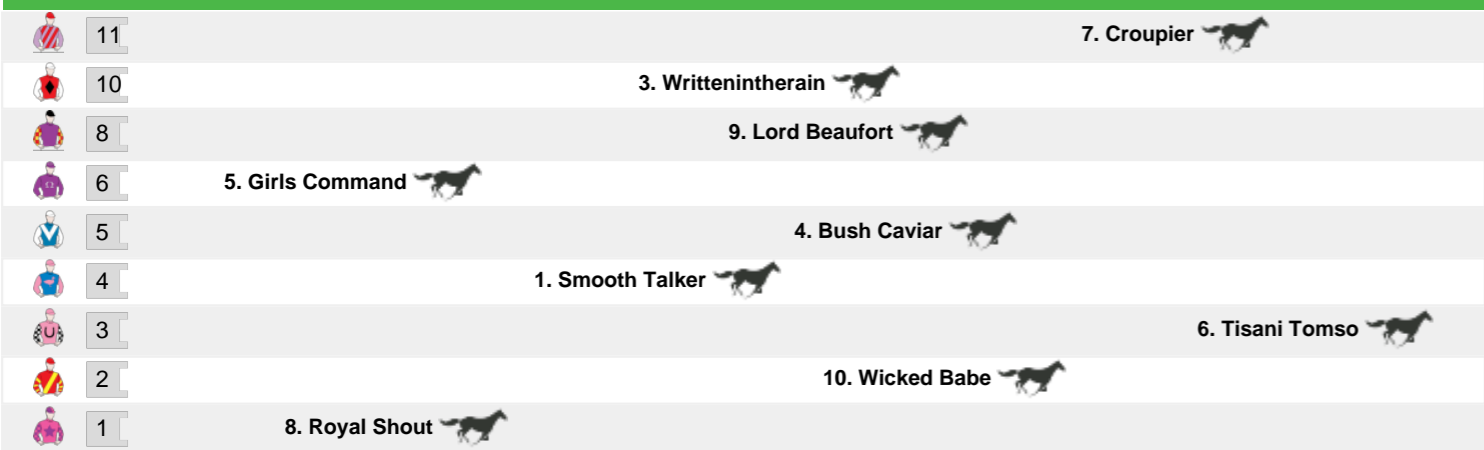 11 7. Croupier
10 3. Writtenintherain
8 9. Lord Beaufort
6 5. Girls Command
5 4. Bush Caviar
4 1. Smooth Talker
3 6. Tisani Tomso
2 10. Wicked Babe
1 8. Royal Shout